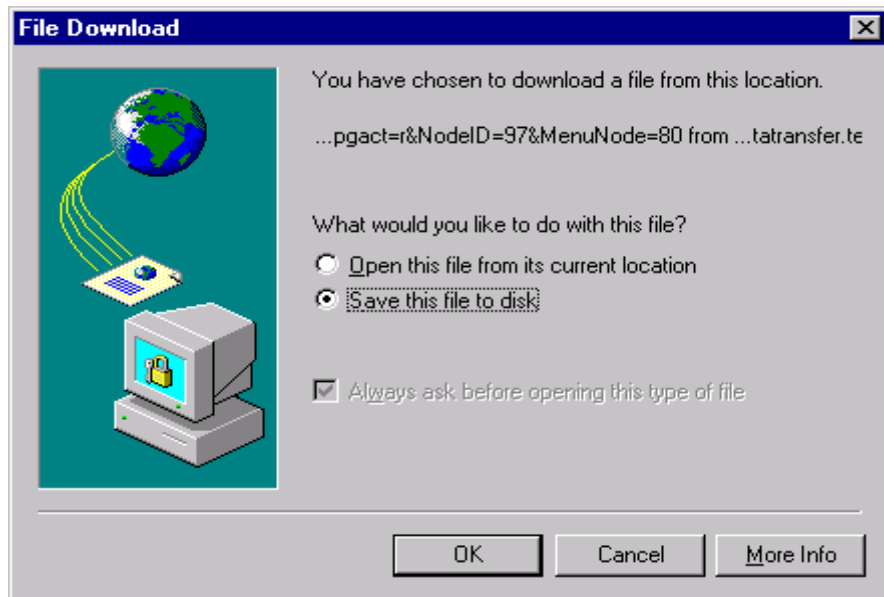 File Download
You have chosen to download a file from this location.
...pgact=r&NodeID=97&MenuNode=80 from ...tatransfer.te
What would you like to do with this file?
Open this file from its current location
Save this file to disk
Always ask before opening this type of file
OK Cancel More Info